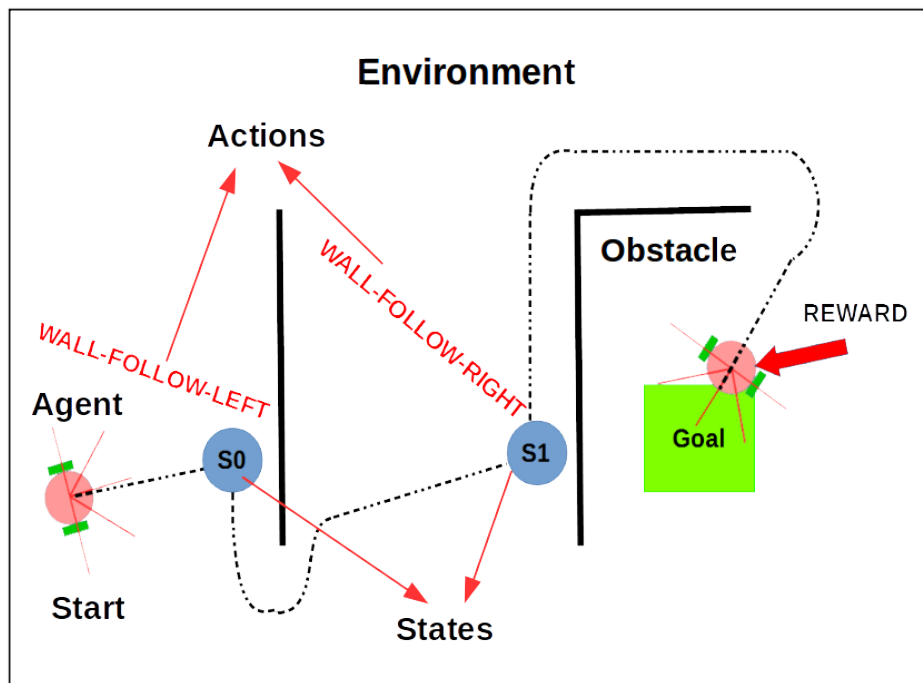 Environment
Actions
WALL-FOLLOW-RIGHT
Obstacle
REWARD
WALL-FOLLOW-LEFT
Agent
S0
S1
Goal
Start
States